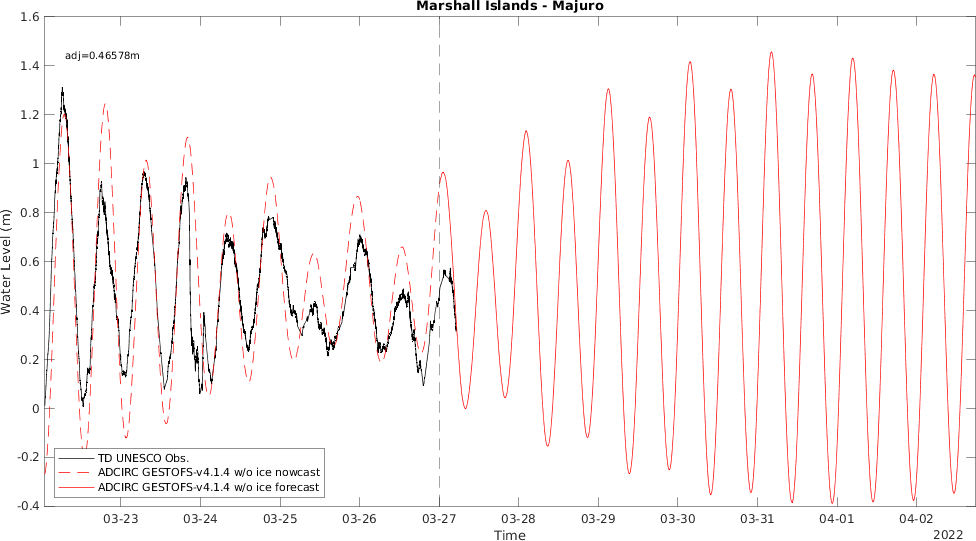 Marshall Islands - Majuro
adj=0.46578m
Water Level (m)
1.6
1.4
1.2
1
0.8
0.6
0.4
0.2
0
-0.2
-0.4
TD UNESCO Obs.
ADCIRC GESTOFS-v4.1.4 w/o ice nowcast
ADCIRC GESTOFS-v4.1.4 w/o ice forecast
03-23 03-24 03-25 03-26 03-27 03-28 03-29 03-30 03-31 04-01 04-02
Time
2022